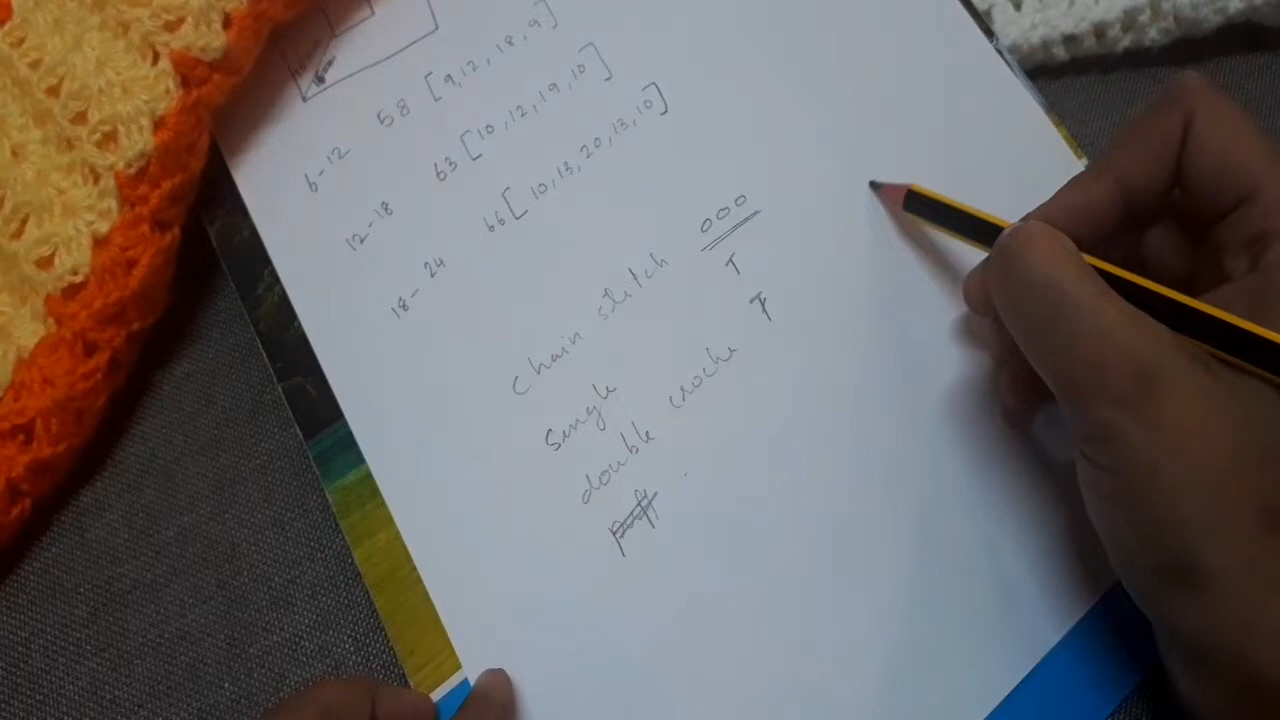 6-12 58 [9,12,18,9]
12-18 63 [10,12,19,10]
18-24 66 [10,13,20,13,10]
chain stitch ooo
single T
double croche Ŧ